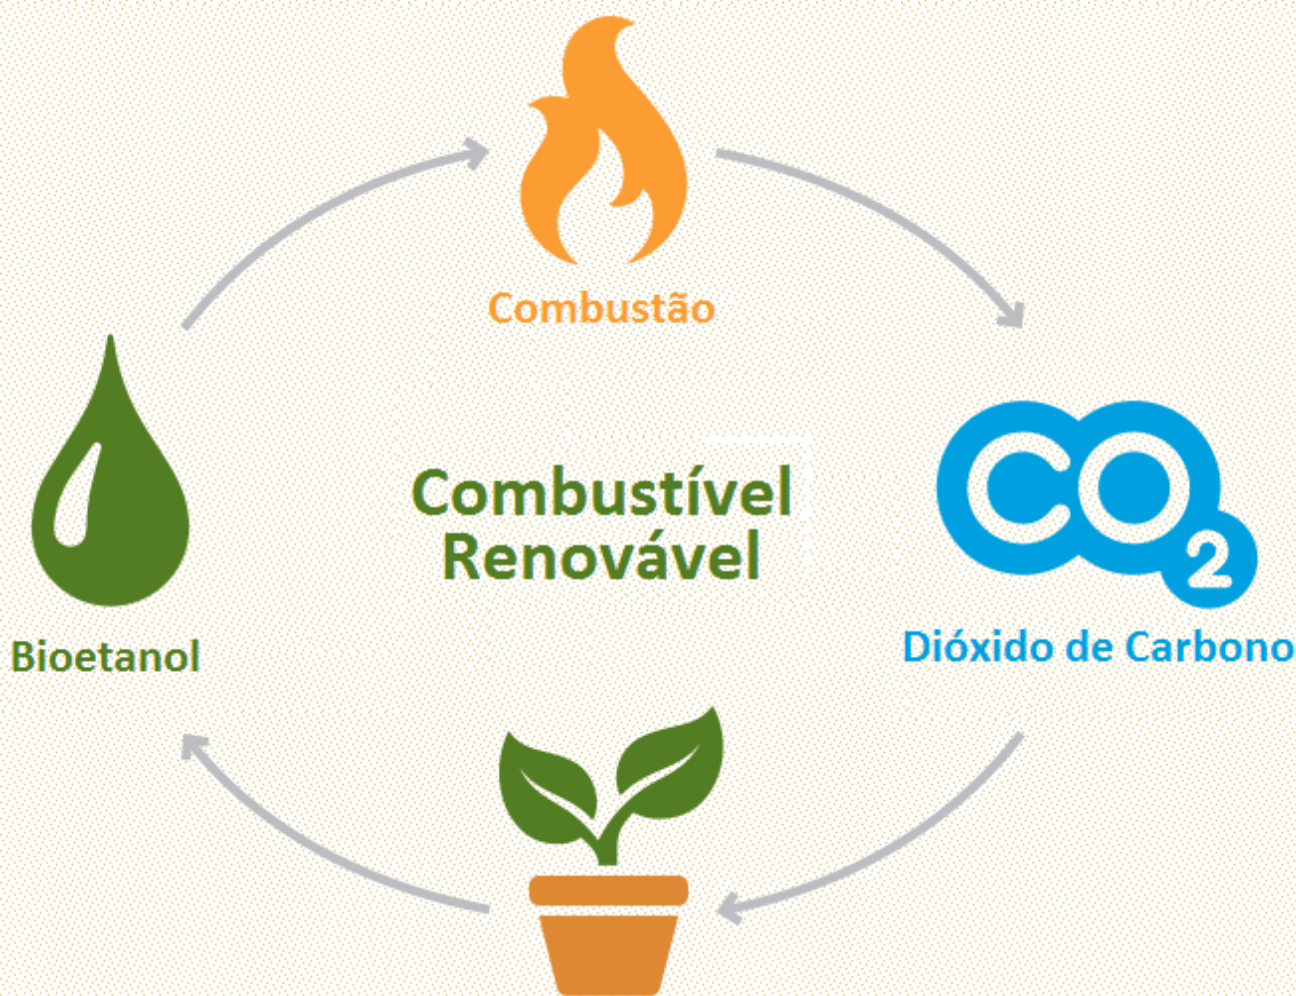 Combustão
Combustível
Renovável
CO2
Bioetanol
Dióxido de Carbono